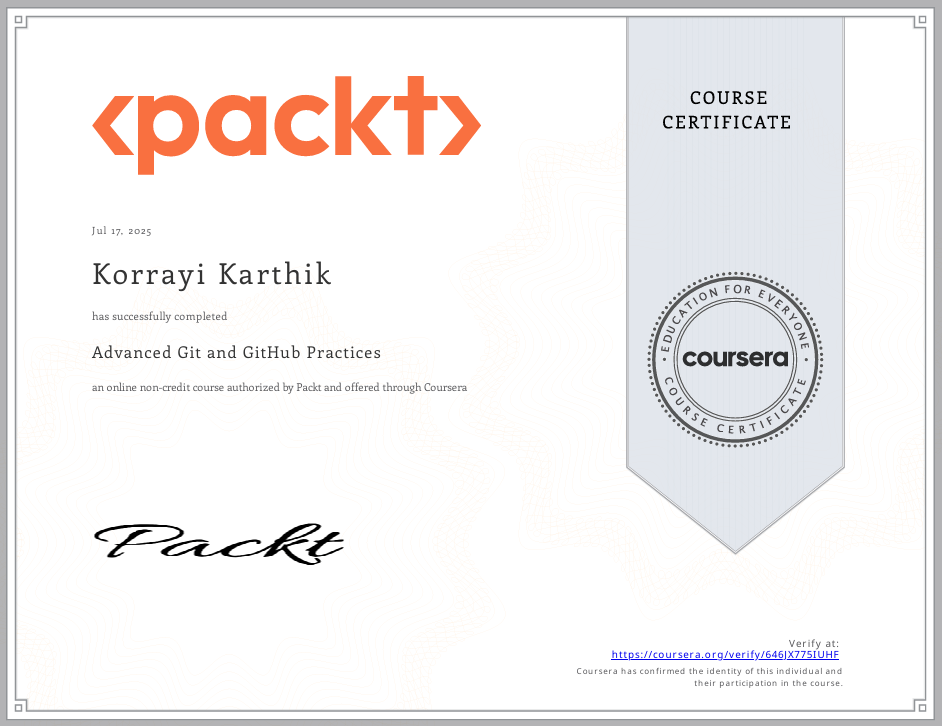 <packt>
COURSE
CERTIFICATE
Jul 17, 2025
Korrayi Karthik
has successfully completed
Advanced Git and GitHub Practices
an online non-credit course authorized by Packt and offered through Coursera
EDUCATION FOR EVERYONE
coursera
COURSE CERTIFICATE
Packt
Verify at:
https://coursera.org/verify/646JX775IUHF
Coursera has confirmed the identity of this individual and
their participation in the course.